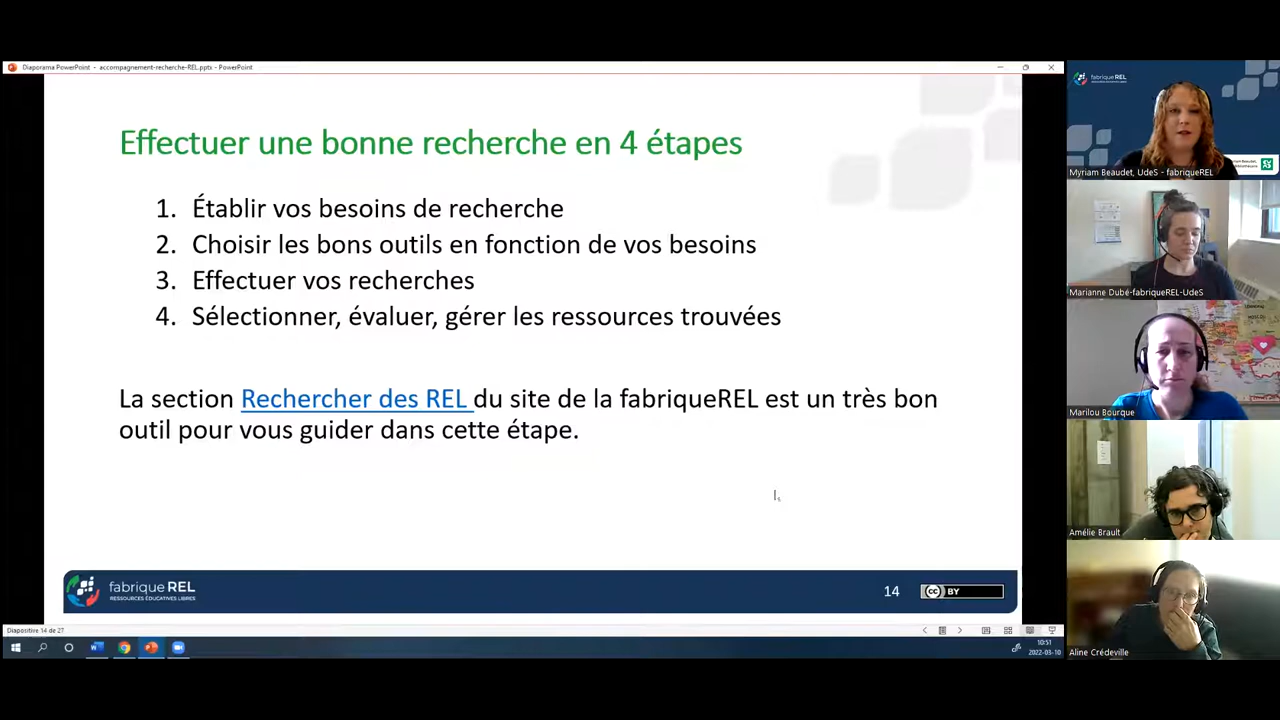 Diaporama PowerPoint - accompagnement-recherche-REL.pptx - PowerPoint
Effectuer une bonne recherche en 4 étapes
1. Établir vos besoins de recherche
2. Choisir les bons outils en fonction de vos besoins
3. Effectuer vos recherches
4. Sélectionner, évaluer, gérer les ressources trouvées
La section Rechercher des REL du site de la fabriqueREL est un très bon
outil pour vous guider dans cette étape.
fabrique REL
RESSOURCES ÉDUCATIVES LIBRES
14
CC BY
Diapositive 14 de 27
10:51
2022-03-10
fabrique REL
Myriam Beaudet, UdeS - fabriqueREL
Marianne Dubé-fabriqueREL-UdeS
Marilou Bourque
Amélie Brault
Aline Crédeville